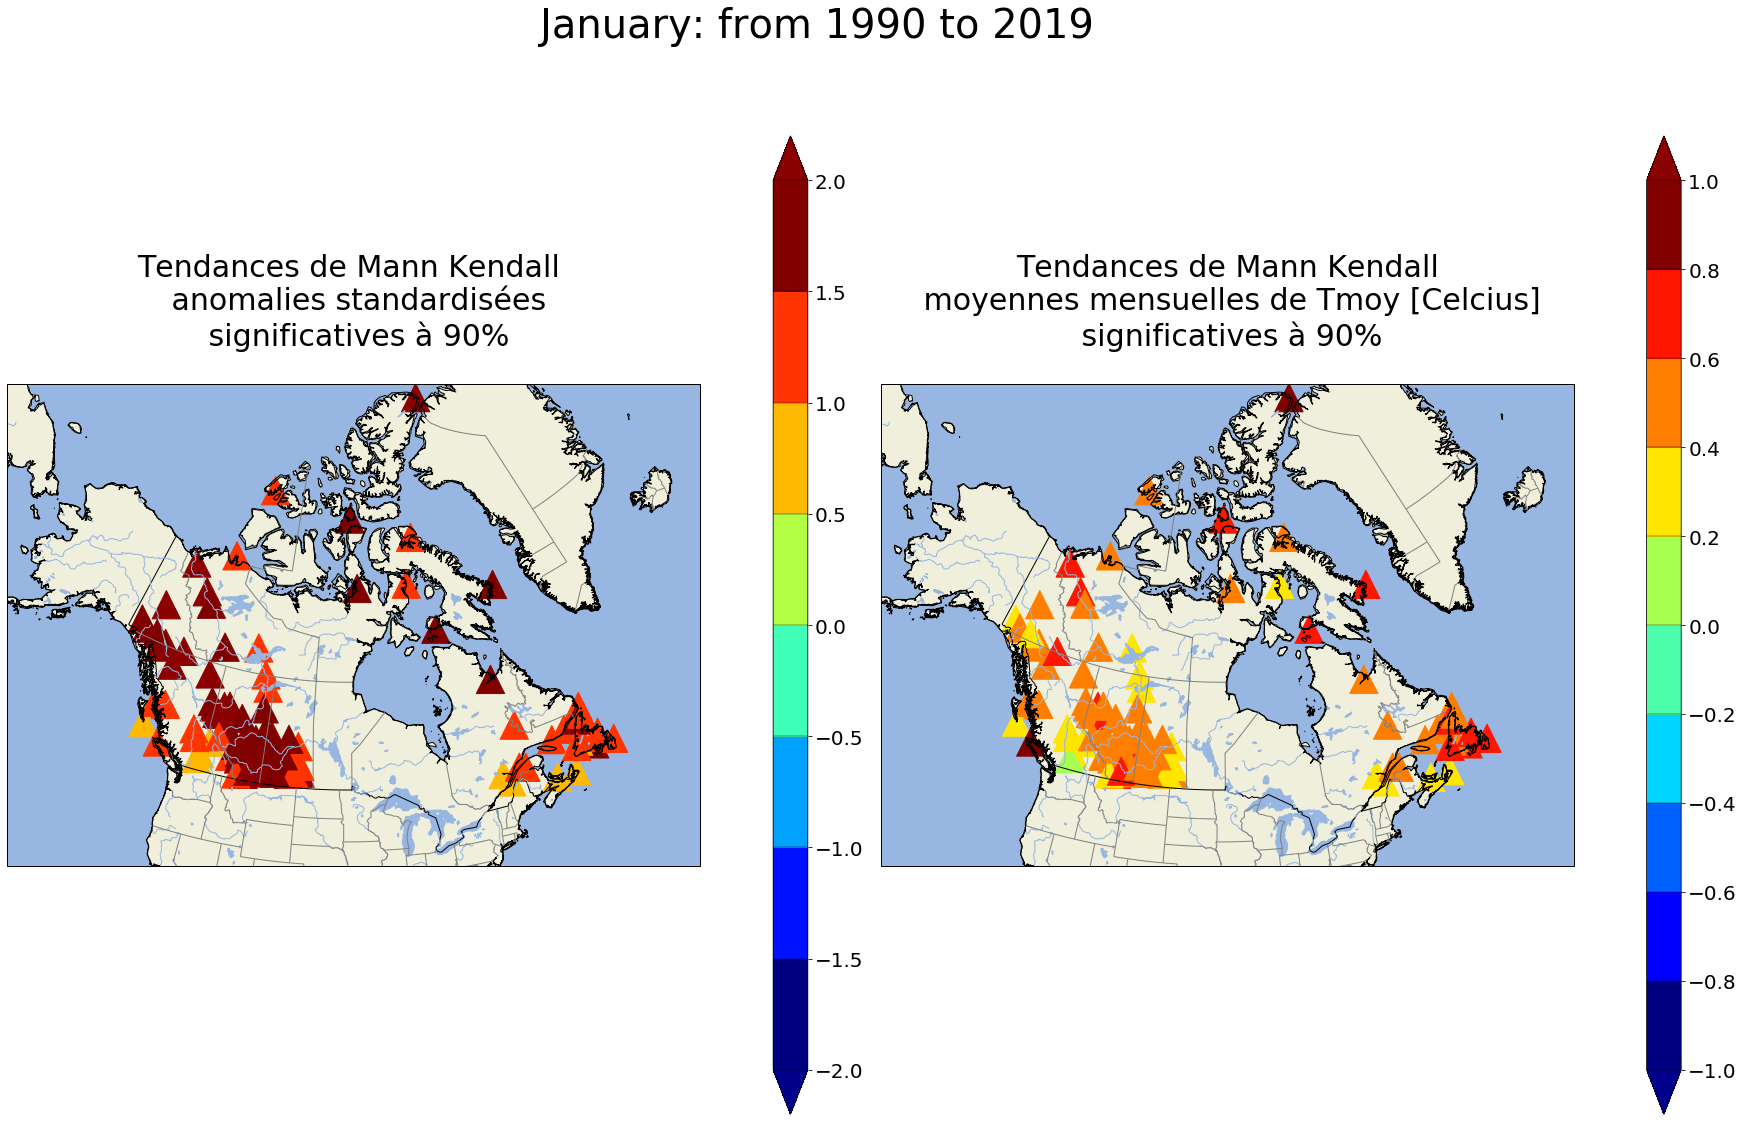 January: from 1990 to 2019
Tendances de Mann Kendall
anomalies standardisées
significatives à 90%
2.0
1.5
1.0
0.5
0.0
−0.5
−1.0
−1.5
−2.0
Tendances de Mann Kendall
moyennes mensuelles de Tmoy [Celcius]
significatives à 90%
1.0
0.8
0.6
0.4
0.2
0.0
−0.2
−0.4
−0.6
−0.8
−1.0